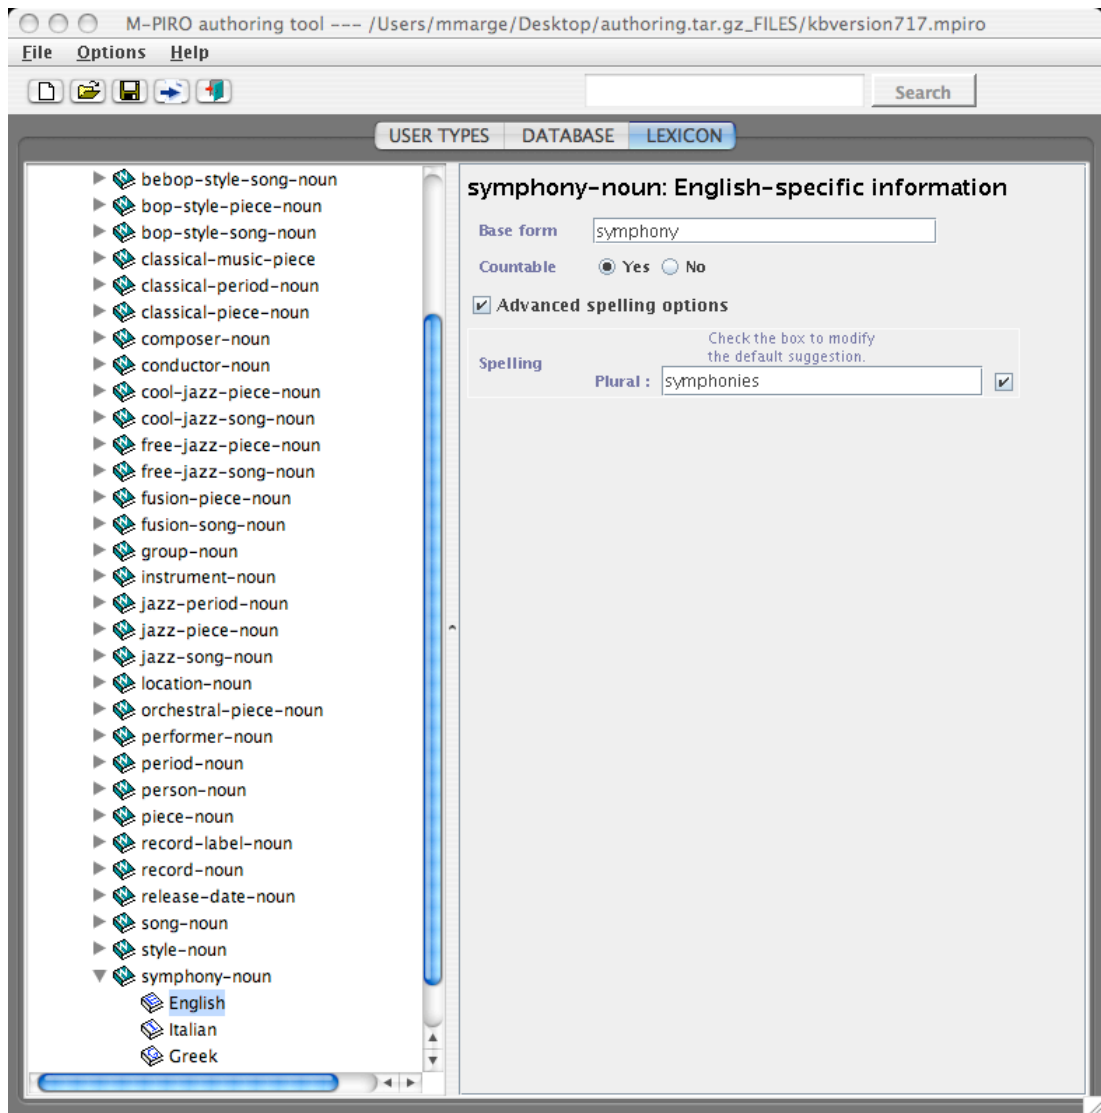 M-PIRO authoring tool --- /Users/mmarge/Desktop/authoring.tar.gz_FILES/kbversion717.mpiro
File Options Help
Search
USER TYPES DATABASE LEXICON
bebop-style-song-noun
bop-style-piece-noun
bop-style-song-noun
classical-music-piece
classical-period-noun
classical-piece-noun
composer-noun
conductor-noun
cool-jazz-piece-noun
cool-jazz-song-noun
free-jazz-piece-noun
free-jazz-song-noun
fusion-piece-noun
fusion-song-noun
group-noun
instrument-noun
jazz-period-noun
jazz-piece-noun
jazz-song-noun
location-noun
orchestral-piece-noun
performer-noun
period-noun
person-noun
piece-noun
record-label-noun
record-noun
release-date-noun
song-noun
style-noun
symphony-noun
English
Italian
Greek
symphony-noun: English-specific information
Base form symphony
Countable Yes No
Advanced spelling options
Check the box to modify
the default suggestion.
Spelling
Plural : symphonies